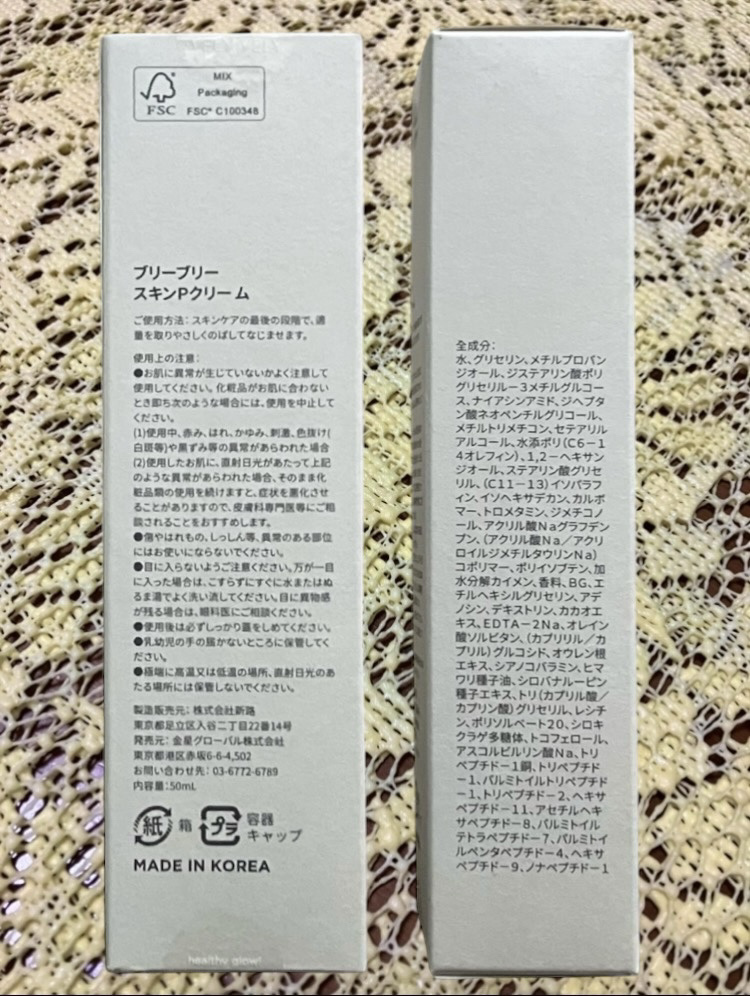 MIX
Packaging
FSC
FSC® C100348
ブリーブリー
スキンPクリーム
ご使用方法：スキンケアの最後の段階で、適
量を取りやさしくのばしてなじませます。
使用上の注意：
●お肌に異常が生じていないかよく注意して
使用してください。化粧品がお肌に合わない
とき即ち次のような場合には、使用を中止して
ください。
(1)使用中、赤み、はれ、かゆみ、刺激、色抜け(
白斑等)や黒ずみ等の異常があらわれた場合
(2)使用したお肌に、直射日光があたって上記
のような異常があらわれた場合、そのまま化
粧品類の使用を続けますと、症状を悪化させ
ることがありますので、皮膚科専門医等にご相
談されることをおすすめします。
●傷やはれもの、しっしん等、異常のある部位
にはお使いにならないでください。
●目に入らないようご注意ください。万が一目
に入った場合は、こすらずにすぐに水またはぬ
るま湯でよく洗い流してください。目に異物感
が残る場合は、眼科医にご相談ください。
●使用後は必ずしっかり蓋をしめてください。
●乳幼児の手の届かないところに保管してく
ださい。
●極端に高温又は低温の場所、直射日光のあ
たる場所には保管しないでください。
製造販売元：株式会社新路
東京都足立区入谷二丁目22番14号
発売元：金星グローバル株式会社
東京都港区赤坂6-6-4,502
お問い合わせ先：03-6772-6789
内容量：50mL
紙 箱 プラ 容器
キャップ
MADE IN KOREA
healthy glow!
全成分：
水、グリセリン、メチルプロパン
ジオール、ジステアリン酸ポリ
グリセリル－3メチルグルコー
ス、ナイアシンアミド、ジヘプタ
ン酸ネオペンチルグリコール、
メチルトリメチコン、セテアリル
アルコール、水添ポリ（C6－1
4オレフィン）、1,2－ヘキサン
ジオール、ステアリン酸グリセ
リル、（C11－13）イソパラフィ
ン、イソヘキサデカン、カルボ
マー、トロメタミン、ジメチコノ
ール、アクリル酸Naグラフデン
プン、（アクリル酸Na／アクリ
ロイルジメチルタウリンNa）
コポリマー、ポリイソブテン、加
水分解カイメン、香料、BG、エ
チルヘキシルグリセリン、アデ
ノシン、デキストリン、カカオエ
キス、EDTA－2Na、オレイン
酸ソルビタン、（カプリリル／カ
プリル）グルコシド、オウレン根
エキス、シアノコバラミン、ヒマ
ワリ種子油、シロバナルーピン
種子エキス、トリ（カプリル酸／
カプリン酸）グリセリル、レシチ
ン、ポリソルベート20、シロキ
クラゲ多糖体、トコフェロール、
アスコルビルリン酸Na、トリ
ペプチド－1銅、トリペプチド
－1、パルミトイルトリペプチド
－1、トリペプチド－2、ヘキサ
ペプチド－11、アセチルヘキ
サペプチド－8、パルミトイル
テトラペプチド－7、パルミトイ
ルペンタペプチド－4、ヘキサ
ペプチド－9、ノナペプチド－1